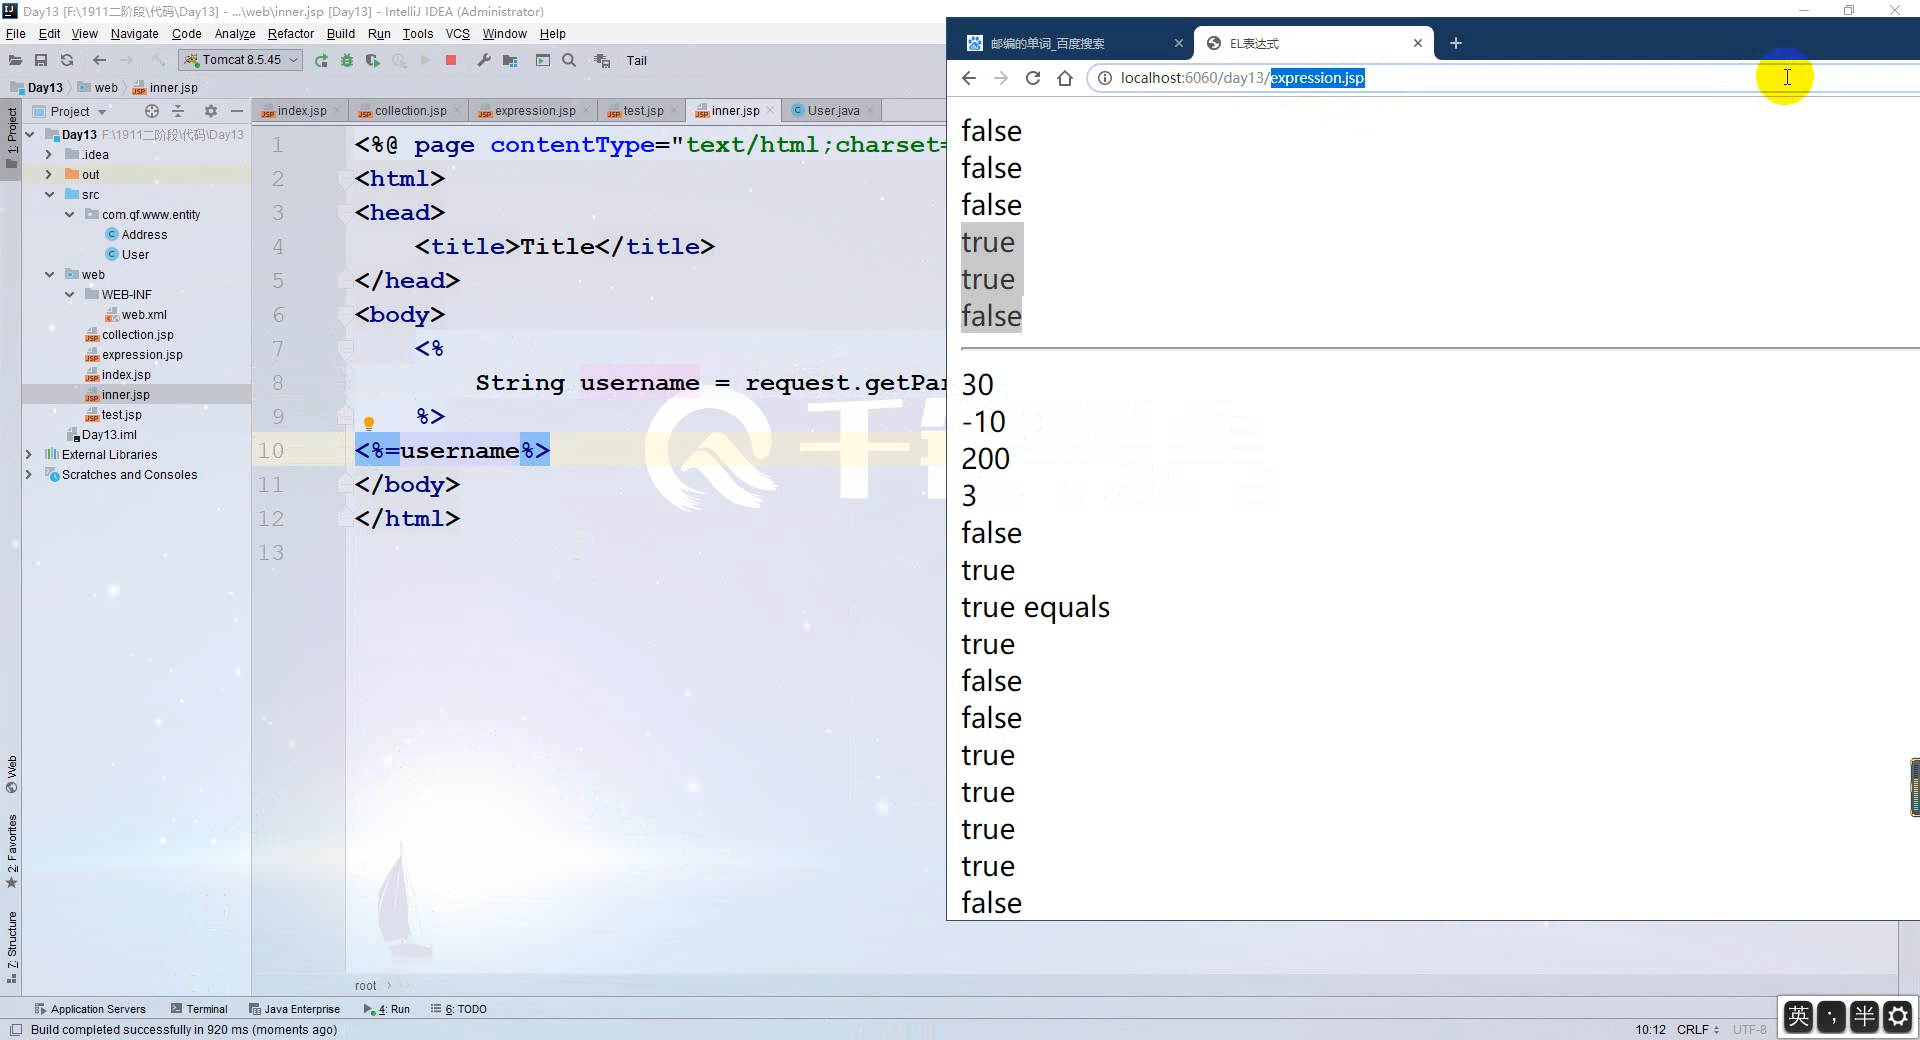 Day13 [F:\1911二阶段\代码\Day13] - ...\web\inner.jsp [Day13] - IntelliJ IDEA (Administrator)
File Edit View Navigate Code Analyze Refactor Build Run Tools VCS Window Help
Tomcat 8.5.45 Tail
Day13 web inner.jsp
1: Project
Project
Day13 F:\1911二阶段\代码\Day13
.idea
out
src
com.qf.www.entity
Address
User
web
WEB-INF
web.xml
collection.jsp
expression.jsp
index.jsp
inner.jsp
test.jsp
Day13.iml
External Libraries
Scratches and Consoles
Web
2: Favorites
7: Structure
index.jsp collection.jsp expression.jsp test.jsp inner.jsp User.java
1 <%@ page contentType="text/html;charset=
2 <html>
3 <head>
4 <title>Title</title>
5 </head>
6 <body>
7 <%
8 String username = request.getPar
9 %>
10 <%=username%>
11 </body>
12 </html>
13
root
邮编的单词_百度搜索 EL表达式
localhost:6060/day13/expression.jsp
false
false
false
true
true
false
30
-10
200
3
false
true
true equals
true
false
false
true
true
true
true
false
Application Servers Terminal Java Enterprise 4: Run 6: TODO
Build completed successfully in 920 ms (moments ago)
10:12 CRLF UTF-8
英 半